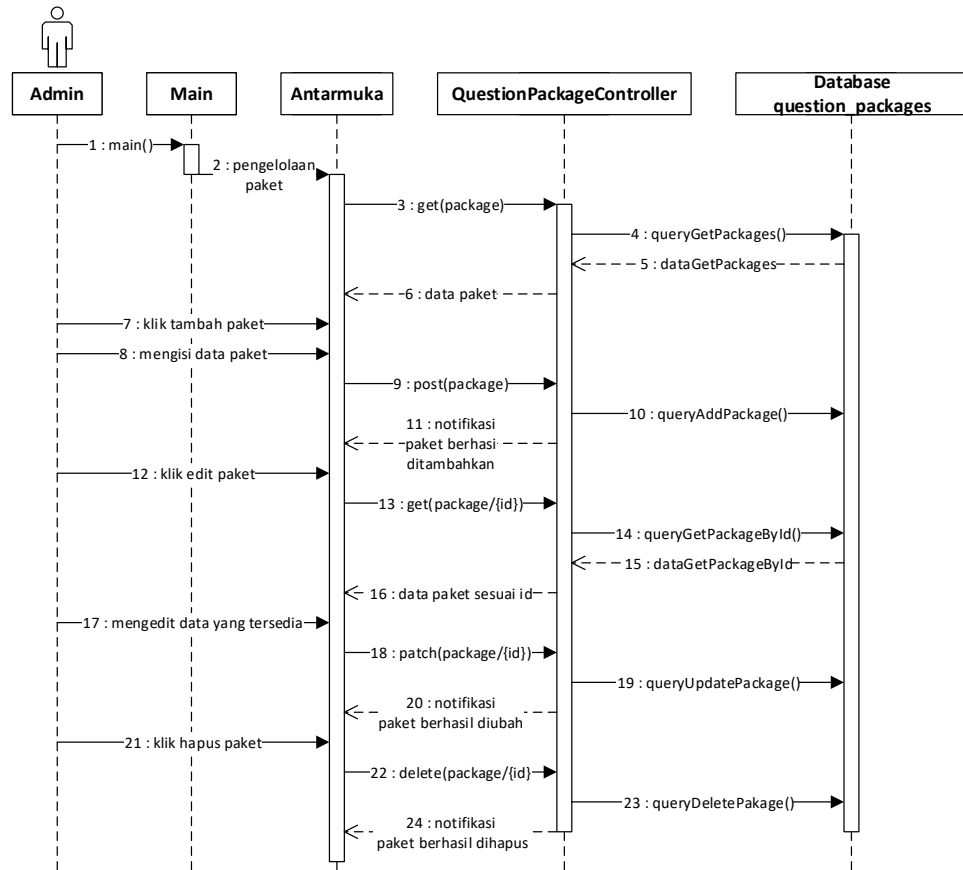 Admin
Main
Antarmuka
QuestionPackageController
Database
question_packages
1 : main()
2 : pengelolaan
paket
3 : get(package)
4 : queryGetPackages()
5 : dataGetPackages
6 : data paket
7 : klik tambah paket
8 : mengisi data paket
9 : post(package)
10 : queryAddPackage()
11 : notifikasi
paket berhasi
ditambahkan
12 : klik edit paket
13 : get(package/{id})
14 : queryGetPackageById()
15 : dataGetPackageById
16 : data paket sesuai id
17 : mengedit data yang tersedia
18 : patch(package/{id})
19 : queryUpdatePackage()
20 : notifikasi
paket berhasil diubah
21 : klik hapus paket
22 : delete(package/{id}
23 : queryDeletePakage()
24 : notifikasi
paket berhasil dihapus